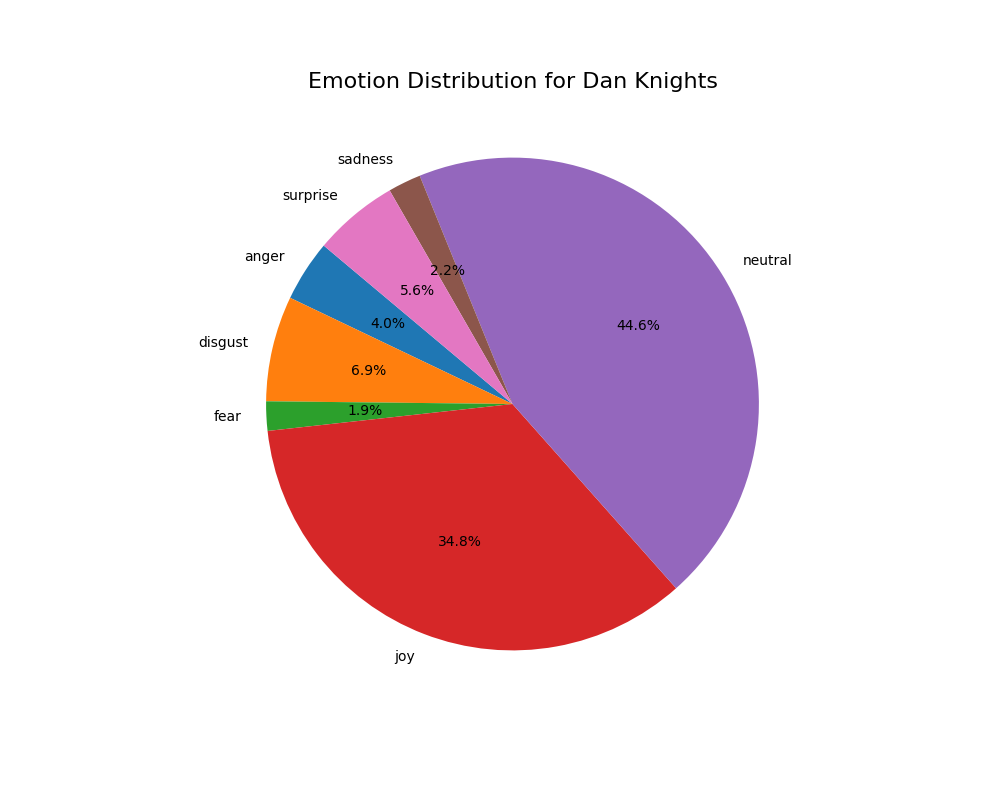 Emotion Distribution for Dan Knights
sadness
surprise
anger
disgust
fear
joy
neutral
2.2%
5.6%
4.0%
6.9%
1.9%
34.8%
44.6%